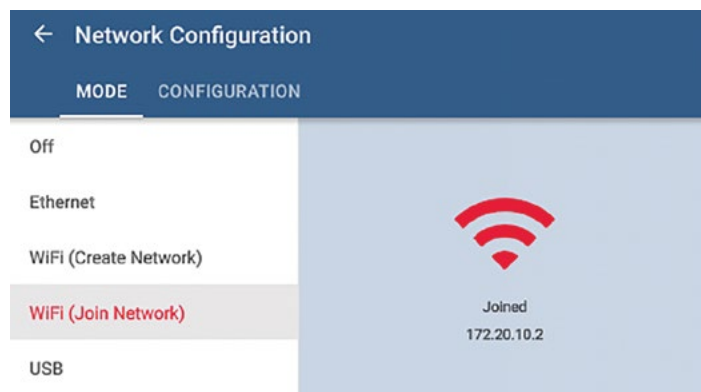 Network Configuration
MODE CONFIGURATION
Off
Ethernet
WiFi (Create Network)
WiFi (Join Network)
USB
Joined
172.20.10.2